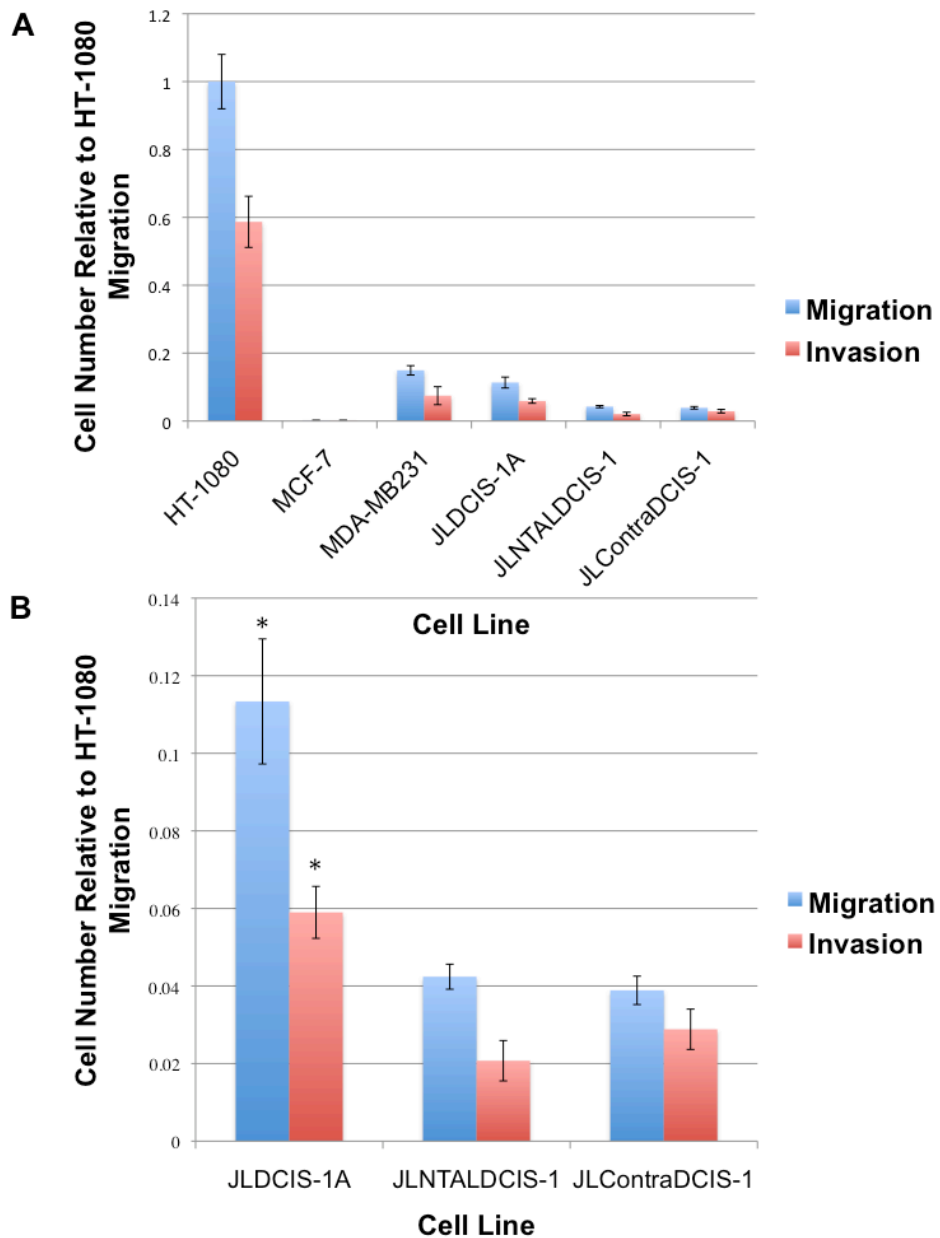 A
Cell Number Relative to HT-1080
Migration
1.2
1
0.8
0.6
0.4
0.2
0
HT-1080
MCF-7
MDA-MB231
JLDCIS-1A
JLNTALDCIS-1
JLContraDCIS-1
Cell Line
Migration
Invasion
B
Cell Number Relative to HT-1080
Migration
0.14
0.12
0.1
0.08
0.06
0.04
0.02
0
*
*
JLDCIS-1A
JLNTALDCIS-1
JLContraDCIS-1
Cell Line
Migration
Invasion